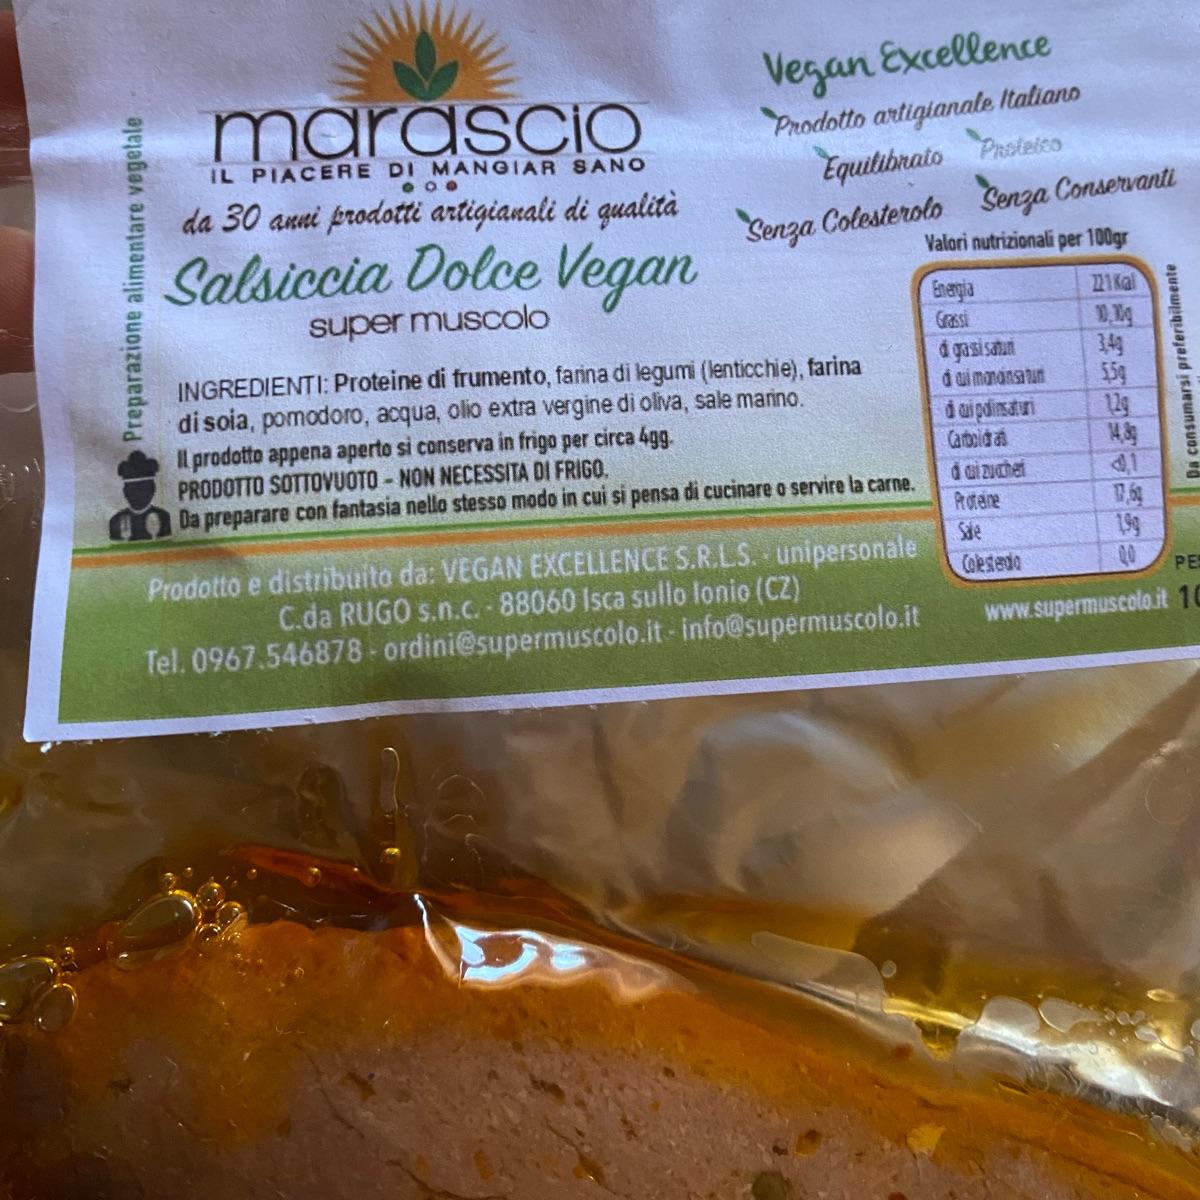 marascio
IL PIACERE DI MANGIAR SANO
da 30 anni prodotti artigianali di qualità
Salsiccia Dolce Vegan
super muscolo
Preparazione alimentare vegetale
INGREDIENTI: Proteine di frumento, farina di legumi (lenticchie), farina
di soia, pomodoro, acqua, olio extra vergine di oliva, sale marino.
Il prodotto appena aperto si conserva in frigo per circa 4gg.
PRODOTTO SOTTOVUOTO - NON NECESSITA DI FRIGO.
Da preparare con fantasia nello stesso modo in cui si pensa di cucinare o servire la carne.
Vegan Excellence
Prodotto artigianale Italiano
Equilibrato Proteico
Senza Colesterolo Senza Conservanti
Valori nutrizionali per 100gr
Energia 221 Kcal
Grassi 10,30g
di grassi saturi 3,4g
di cui monoinsaturi 5,5g
di cui polinsaturi 1,2g
Carboidrati 14,8g
di cui zuccheri <0,1
Proteine 17,6g
Sale 1,9g
Colesterolo 0,0
Da consumarsi preferibilmente
Prodotto e distribuito da: VEGAN EXCELLENCE S.R.L.S. - unipersonale
C.da RUGO s.n.c. - 88060 Isca sullo Ionio (CZ)
Tel. 0967.546878 - ordini@supermuscolo.it - info@supermuscolo.it
www.supermuscolo.it